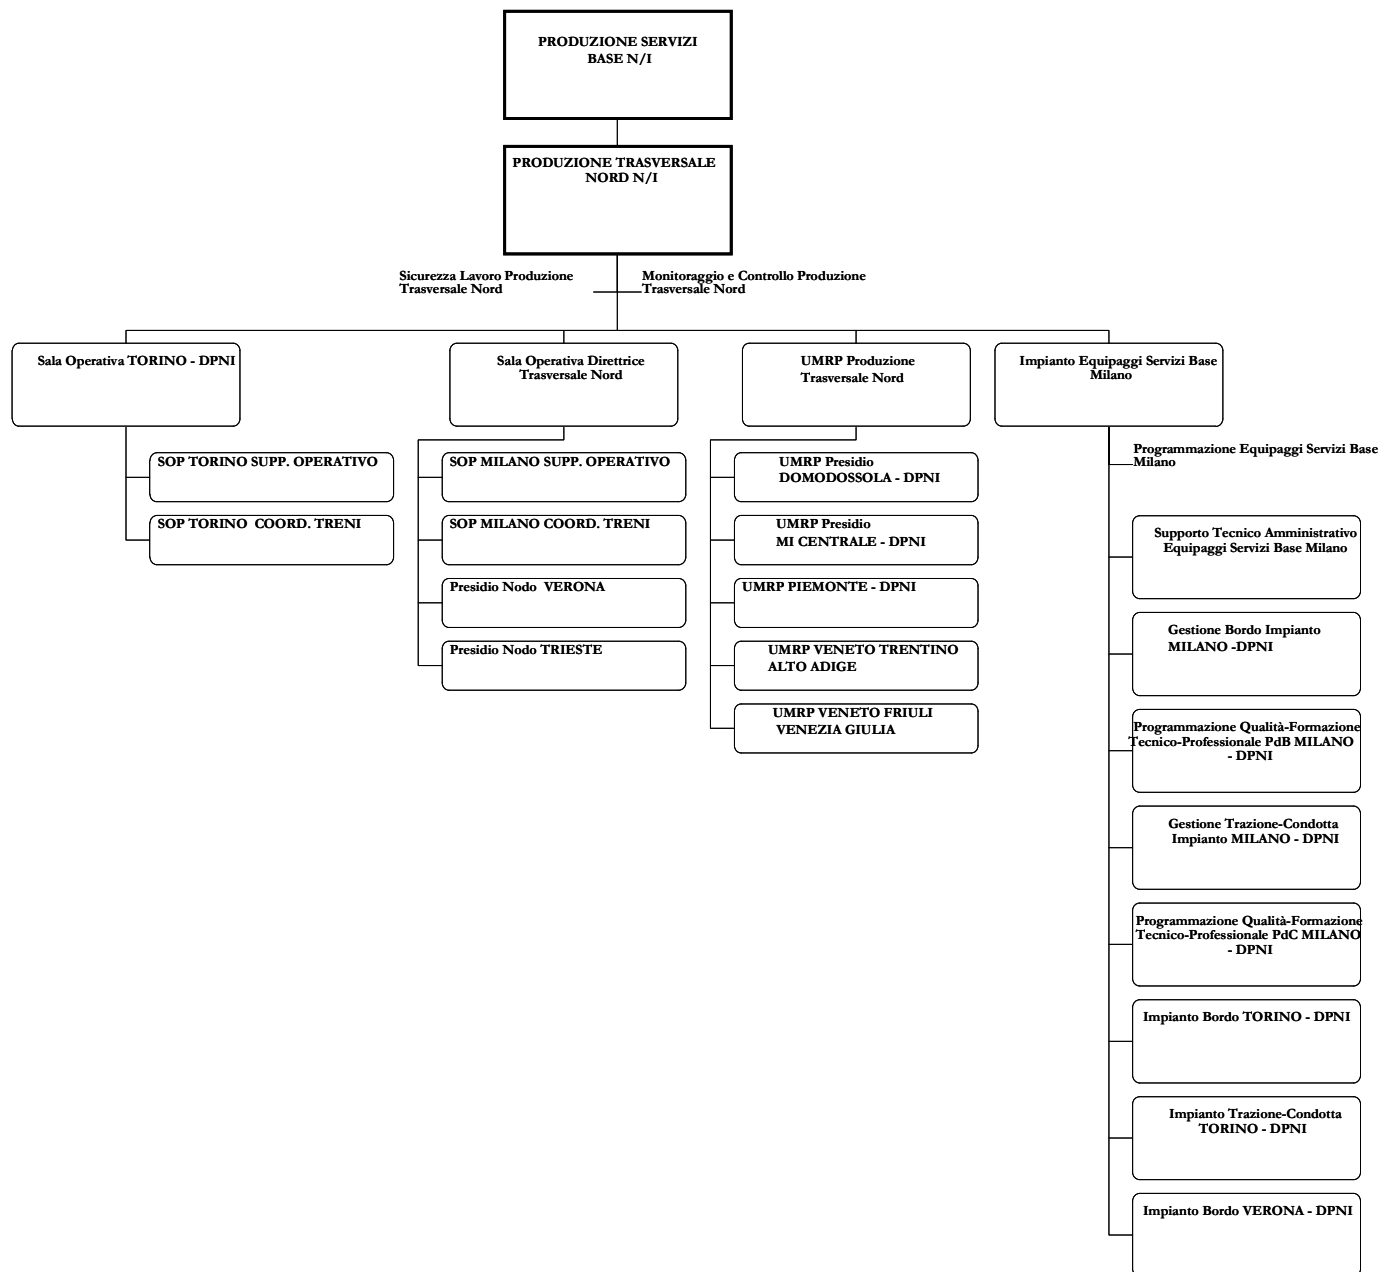 PRODUZIONE SERVIZI
BASE N/I
PRODUZIONE TRASVERSALE
NORD N/I
Sicurezza Lavoro Produzione
Trasversale Nord
Monitoraggio e Controllo Produzione
Trasversale Nord
Sala Operativa TORINO - DPNI
SOP TORINO SUPP. OPERATIVO
SOP TORINO  COORD. TRENI
Sala Operativa Direttrice
Trasversale Nord
SOP MILANO SUPP. OPERATIVO
SOP MILANO COORD. TRENI
Presidio Nodo  VERONA
Presidio Nodo TRIESTE
UMRP Produzione
Trasversale Nord
UMRP Presidio
DOMODOSSOLA - DPNI
UMRP Presidio
MI CENTRALE - DPNI
UMRP PIEMONTE - DPNI
UMRP VENETO TRENTINO
ALTO ADIGE
UMRP VENETO FRIULI
VENEZIA GIULIA
Impianto Equipaggi Servizi Base
Milano
Programmazione Equipaggi Servizi Base
Milano
Supporto Tecnico Amministrativo
Equipaggi Servizi Base Milano
Gestione Bordo Impianto
MILANO -DPNI
Programmazione Qualità-Formazione
Tecnico-Professionale PdB MILANO
- DPNI
Gestione Trazione-Condotta
Impianto MILANO - DPNI
Programmazione Qualità-Formazione
Tecnico-Professionale PdC MILANO
- DPNI
Impianto Bordo TORINO - DPNI
Impianto Trazione-Condotta
TORINO - DPNI
Impianto Bordo VERONA - DPNI